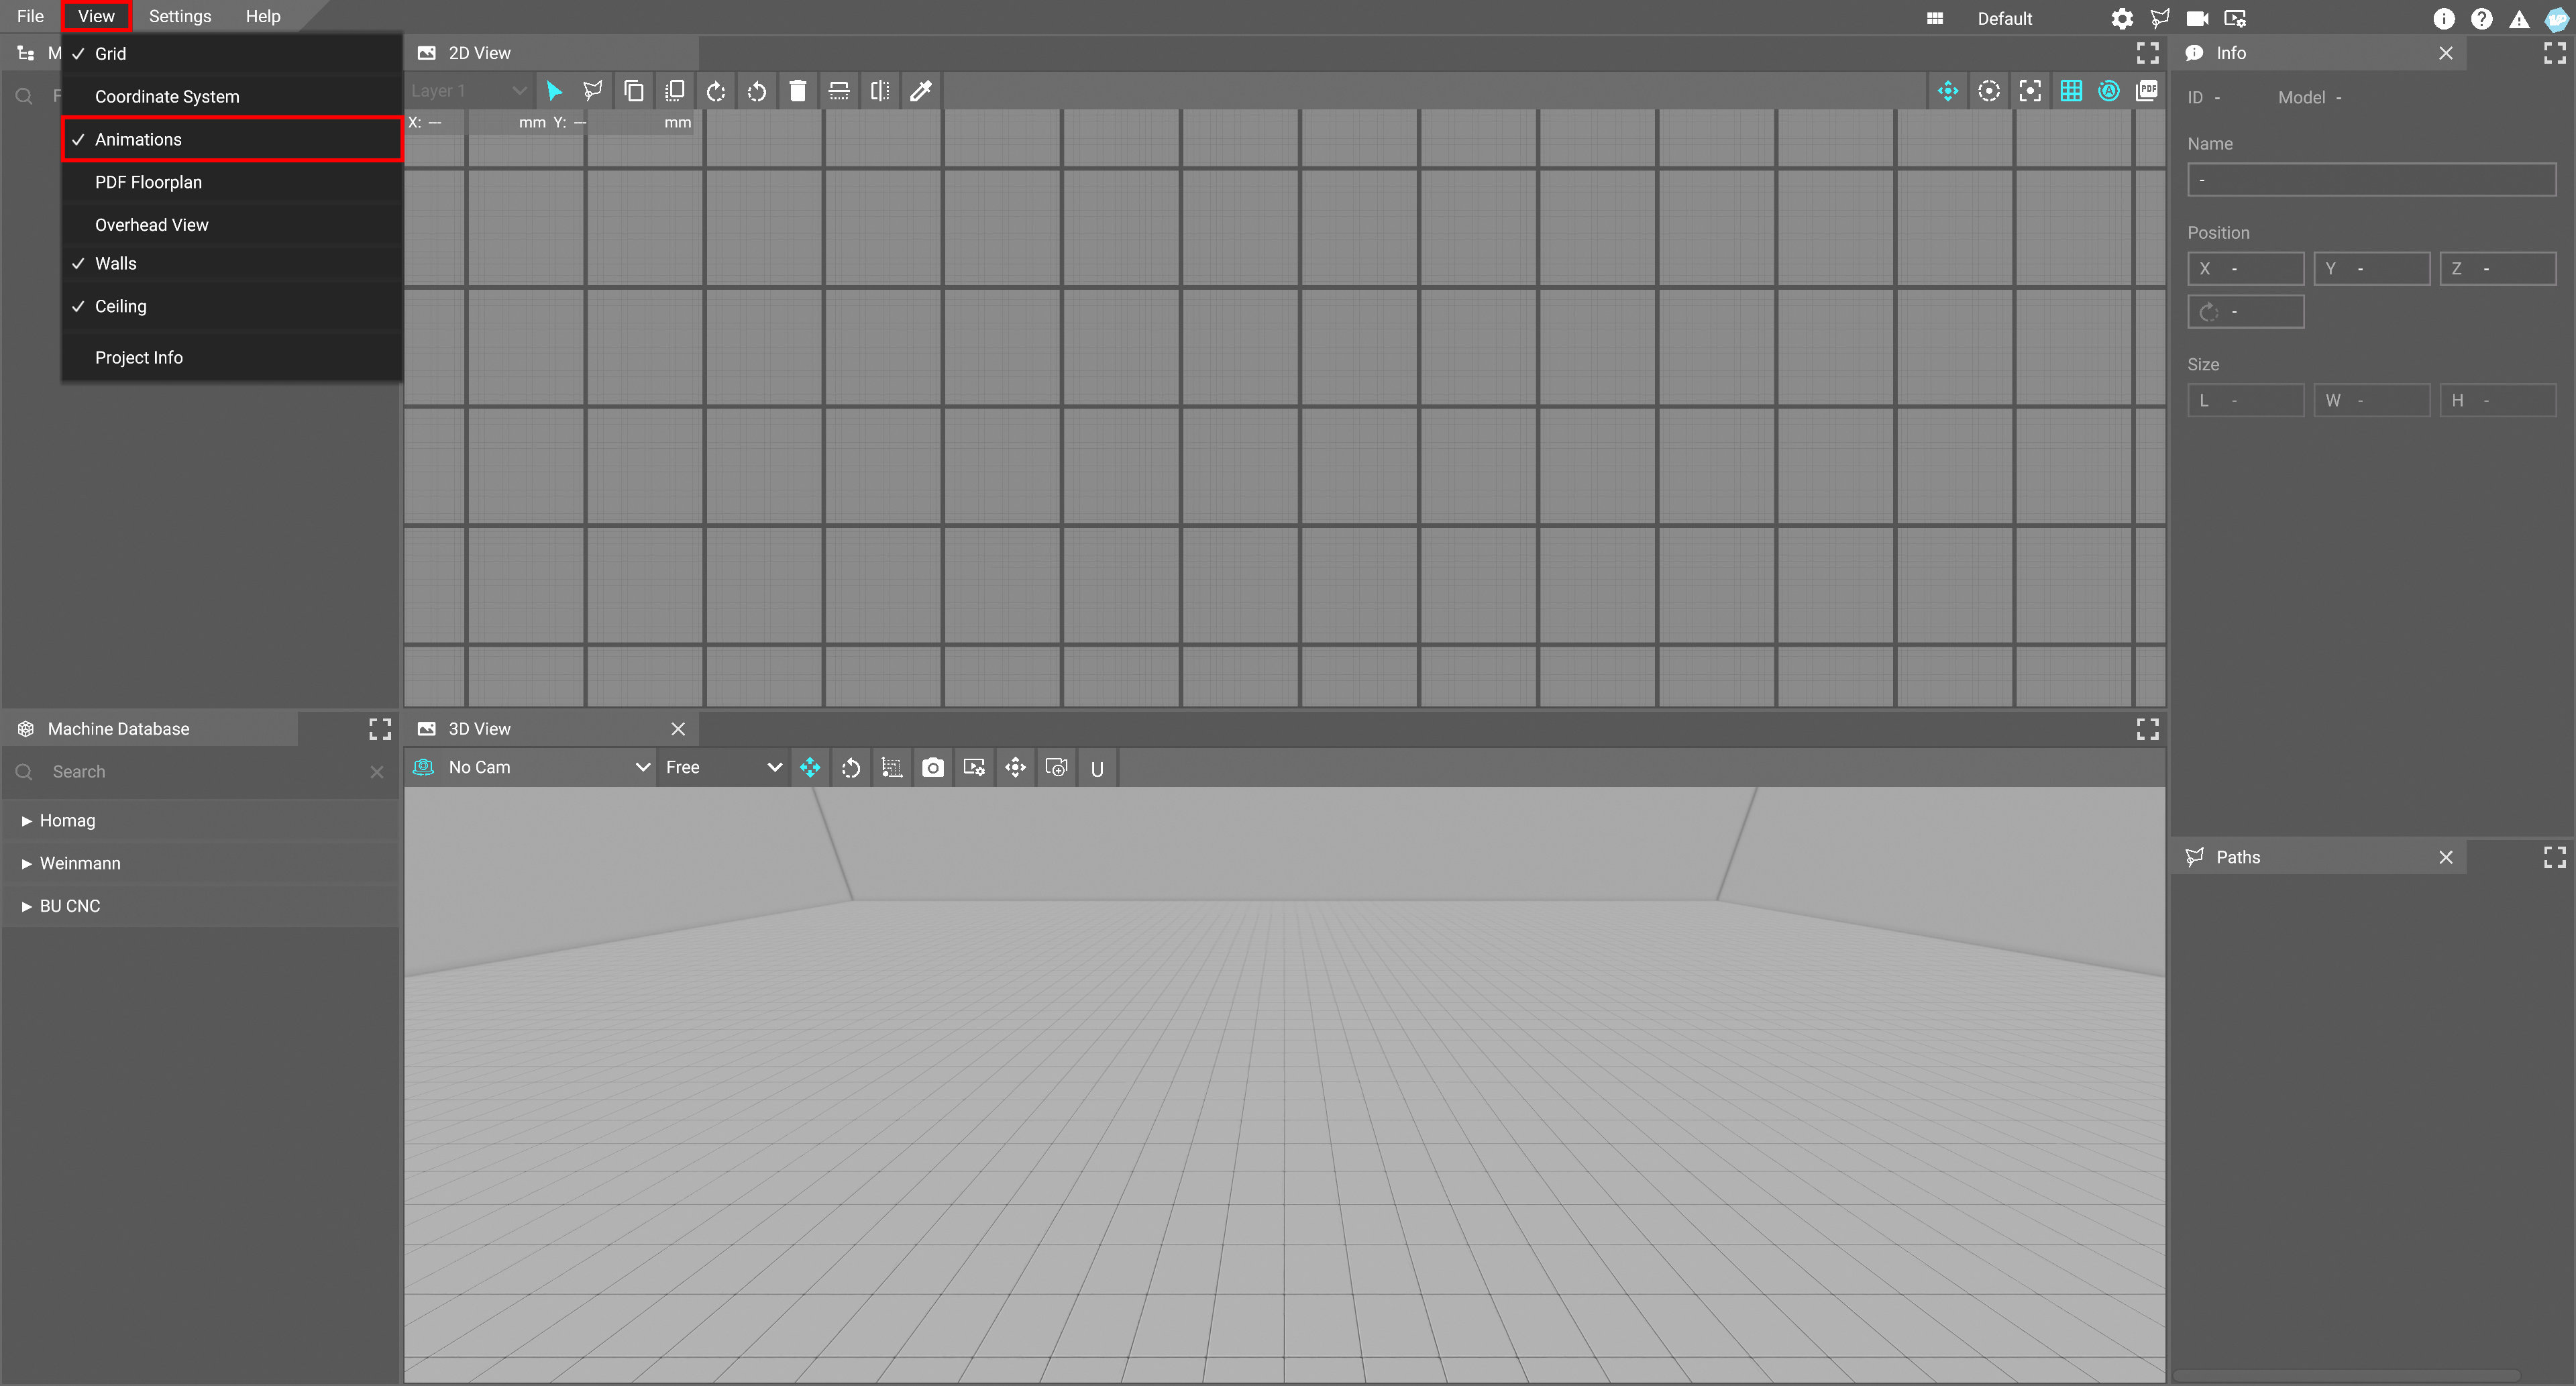 File View Settings Help Default
M 2D View Info
Grid
Coordinate System
Animations
PDF Floorplan
Overhead View
Walls
Ceiling
Project Info
F
Layer 1
PDF
X: --- mm Y: --- mm
ID - Model -
Name
-
Position
X - Y - Z -
-
Size
L - W - H -
Machine Database
Search
Homag
Weinmann
BU CNC
3D View
No Cam Free U
Paths